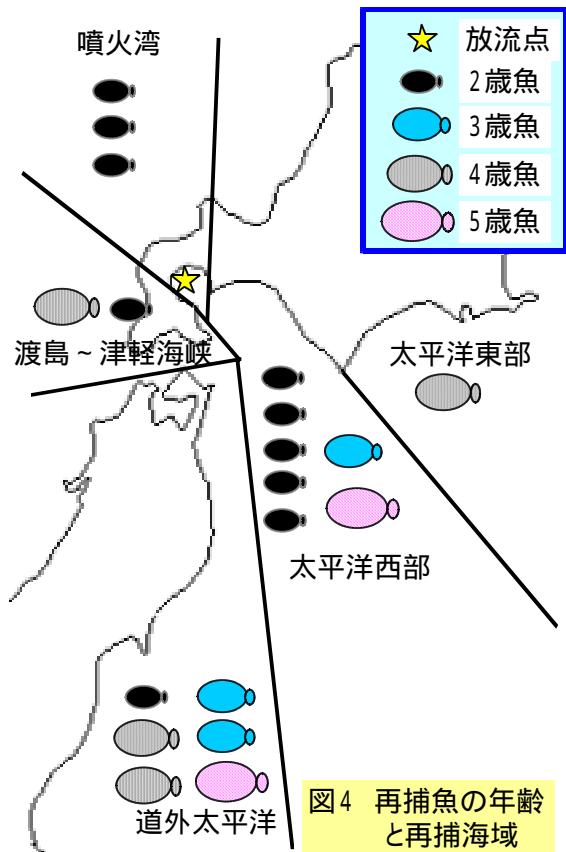 噴火湾
放流点
2歳魚
3歳魚
4歳魚
5歳魚
渡島~津軽海峡
太平洋東部
太平洋西部
道外太平洋
図4 再捕魚の年齢
と再捕海域